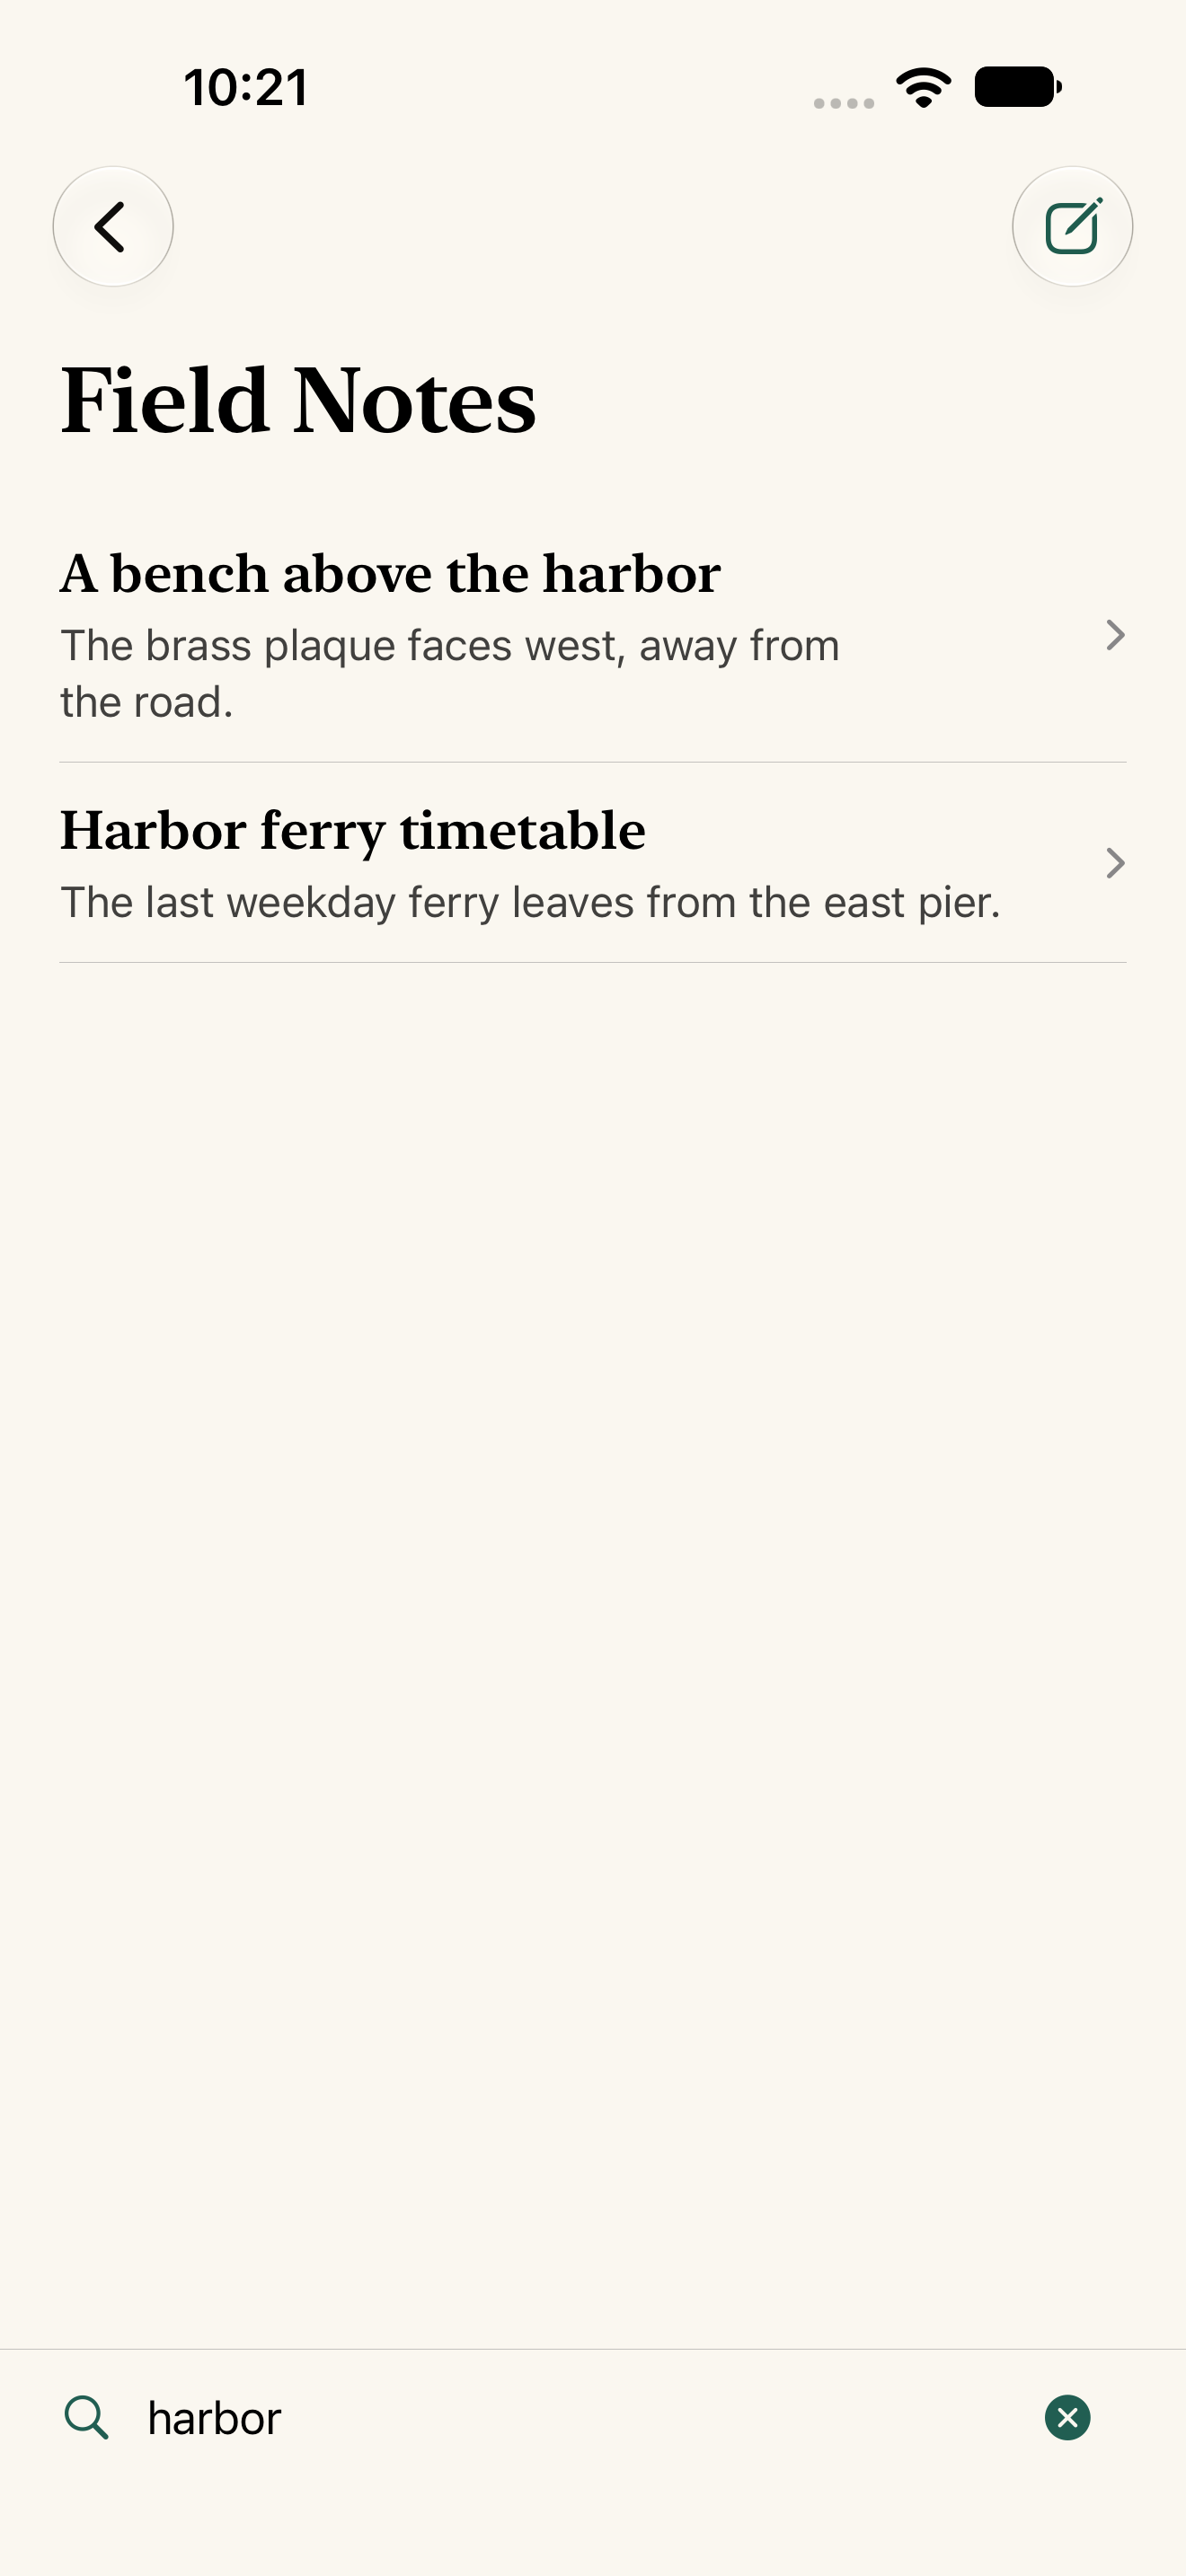 10:21
Field Notes
A bench above the harbor
The brass plaque faces west, away from
the road.
Harbor ferry timetable
The last weekday ferry leaves from the east pier.
harbor